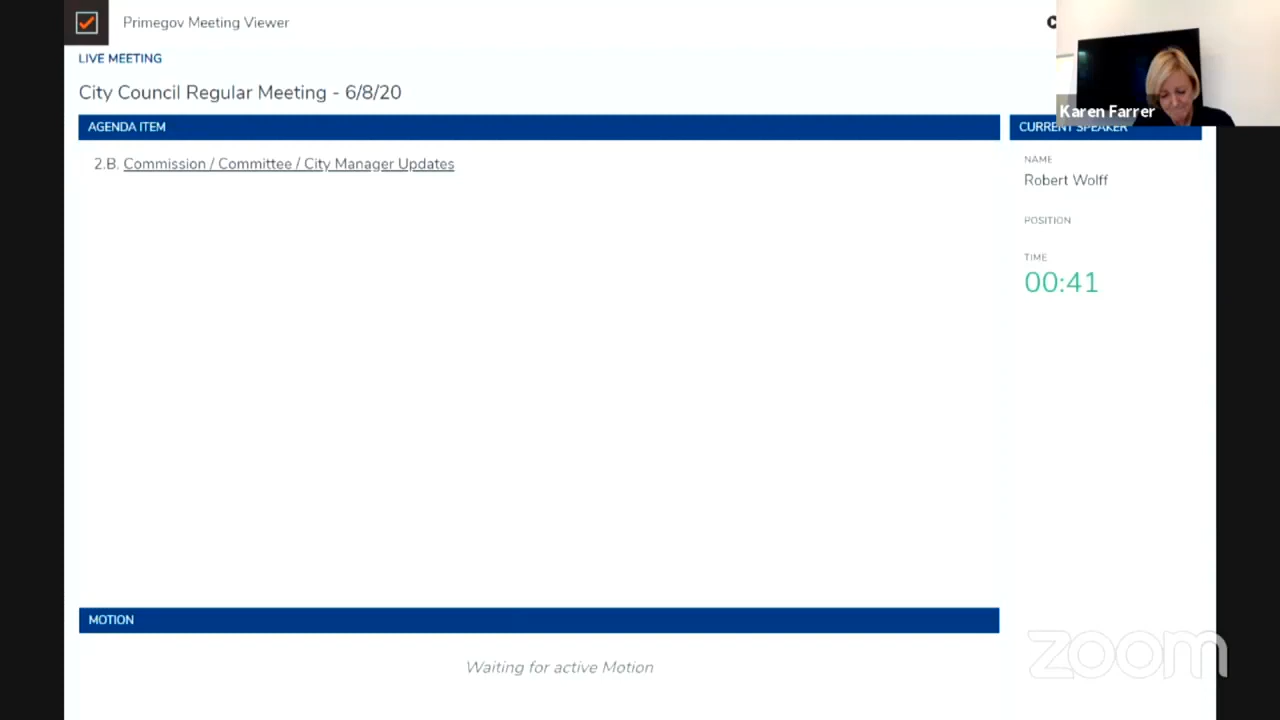 Primegov Meeting Viewer
LIVE MEETING
City Council Regular Meeting - 6/8/20
Karen Farrer
AGENDA ITEM
CURRENT SPEAKER
2.B. Commission / Committee / City Manager Updates
NAME
Robert Wolff
POSITION
TIME
00:41
MOTION
Waiting for active Motion
zoom